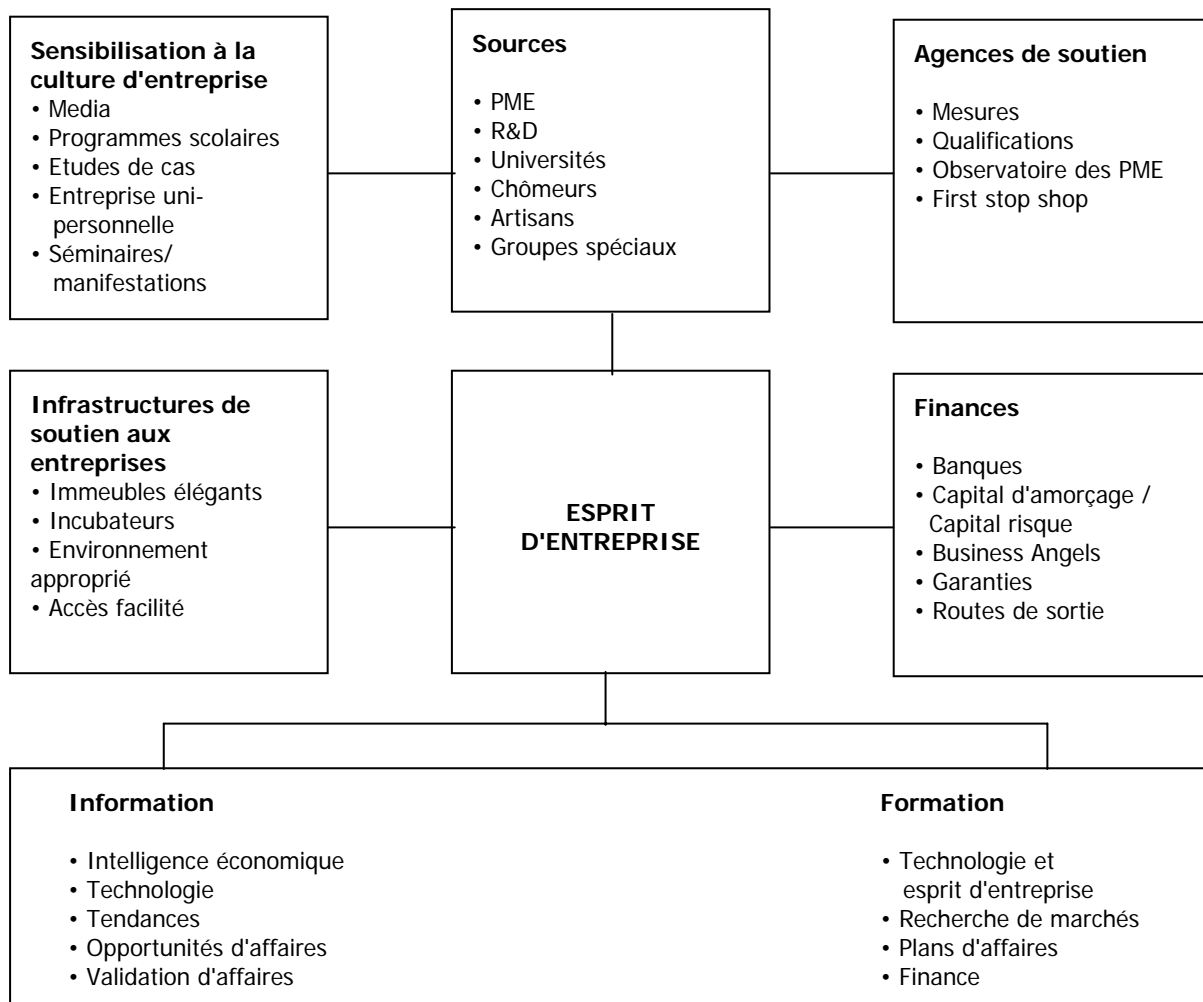 Sensibilisation à la
culture d'entreprise
• Media
• Programmes scolaires
• Etudes de cas
• Entreprise uni-
personnelle
• Séminaires/
manifestations
Sources
• PME
• R&D
• Universités
• Chômeurs
• Artisans
• Groupes spéciaux
Agences de soutien
• Mesures
• Qualifications
• Observatoire des PME
• First stop shop
Infrastructures de
soutien aux
entreprises
• Immeubles élégants
• Incubateurs
• Environnement
approprié
• Accès facilité
ESPRIT
D'ENTREPRISE
Finances
• Banques
• Capital d'amorçage /
Capital risque
• Business Angels
• Garanties
• Routes de sortie
Information
• Intelligence économique
• Technologie
• Tendances
• Opportunités d'affaires
• Validation d'affaires
Formation
• Technologie et
esprit d'entreprise
• Recherche de marchés
• Plans d'affaires
• Finance